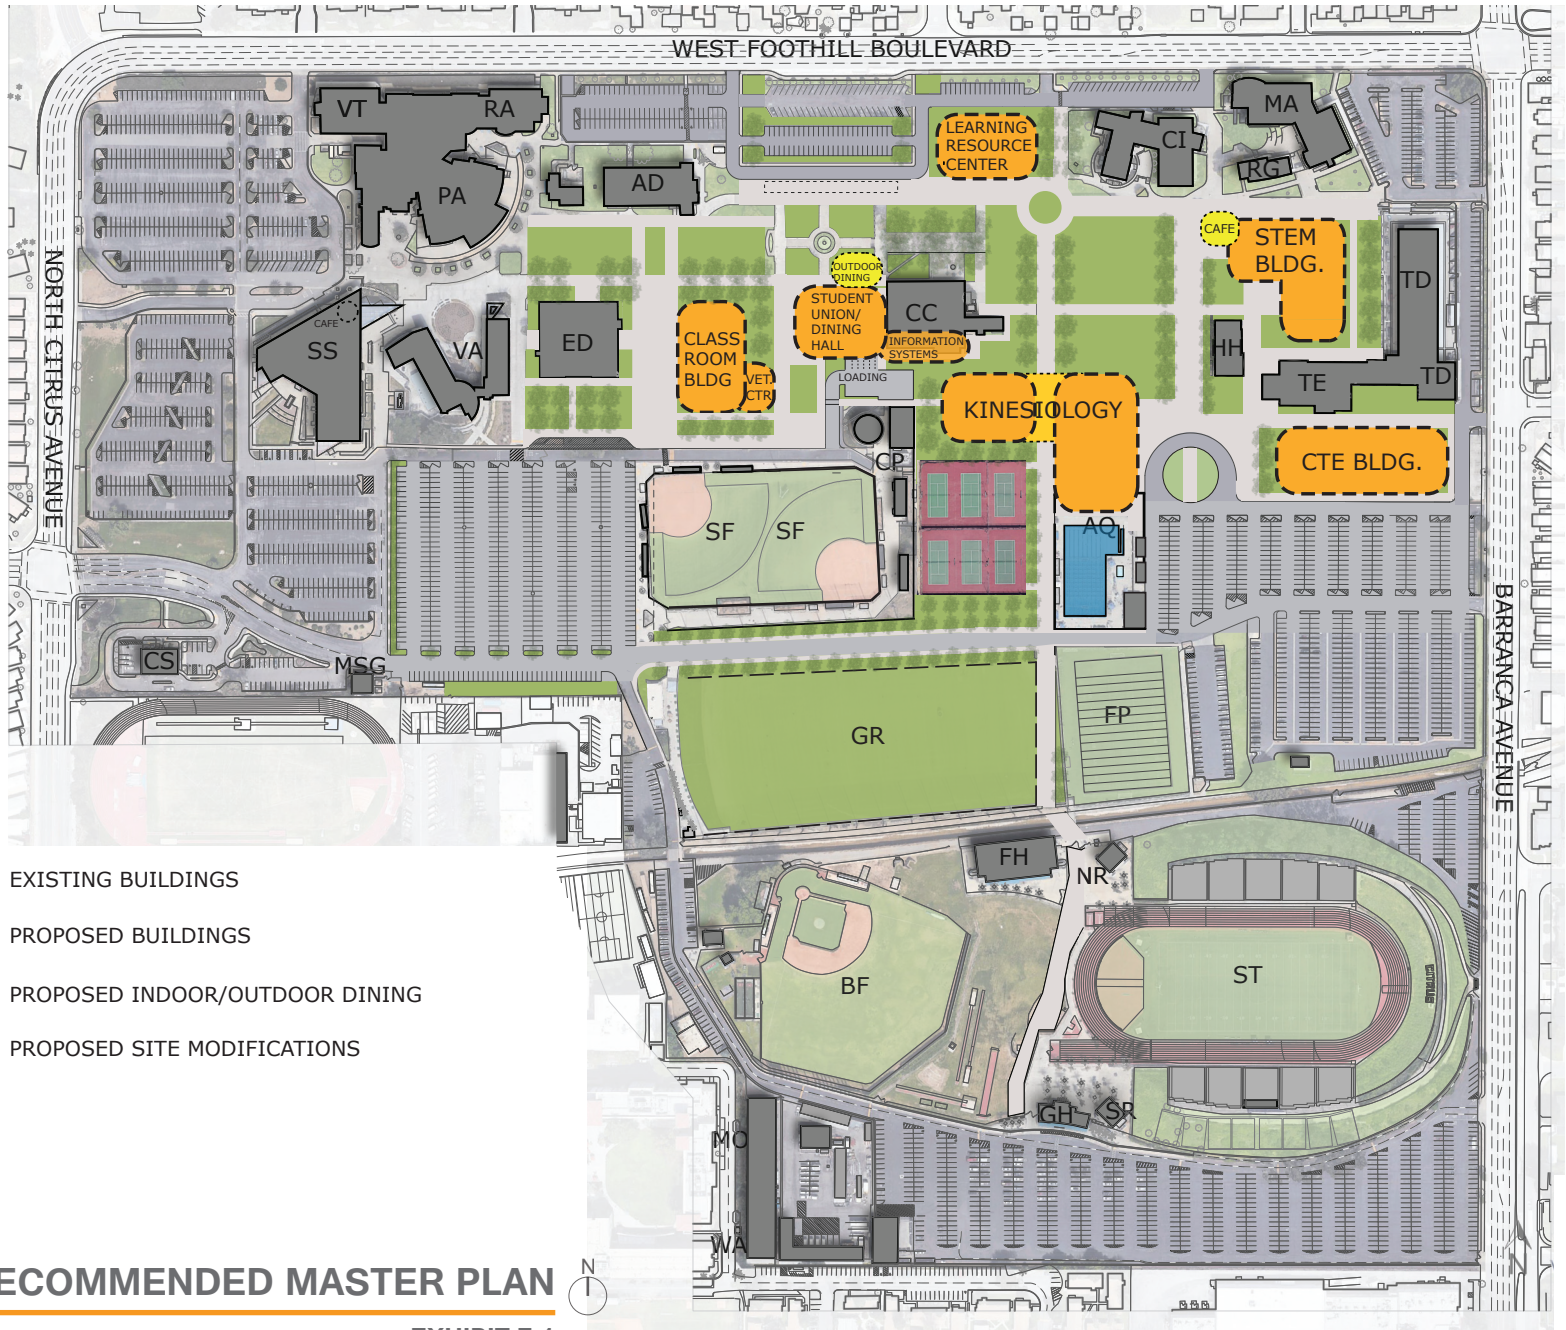 WEST FOOTHILL BOULEVARD
VT
RA
MA
LEARNING
RESOURCE
CENTER
CI
RG
AD
PA
CAFE
STEM
BLDG.
NORTH CITRUS AVENUE
OUTDOOR
DINING
TD
STUDENT
UNION/
DINING
HALL
CC
CAFE
SS
VA
ED
CLASS
ROOM
BLDG
INFORMATION
SYSTEMS
HH
VET.
CTR
LOADING
TE
TD
KINESIOLOGY
CP
CTE BLDG.
SF
SF
AQ
BARRANCA AVENUE
CS
MSG
GR
FP
FH
NR
EXISTING BUILDINGS
PROPOSED BUILDINGS
PROPOSED INDOOR/OUTDOOR DINING
PROPOSED SITE MODIFICATIONS
BF
ST
CITRUS
GH
SR
MO
WA
ECOMMENDED MASTER PLAN
N